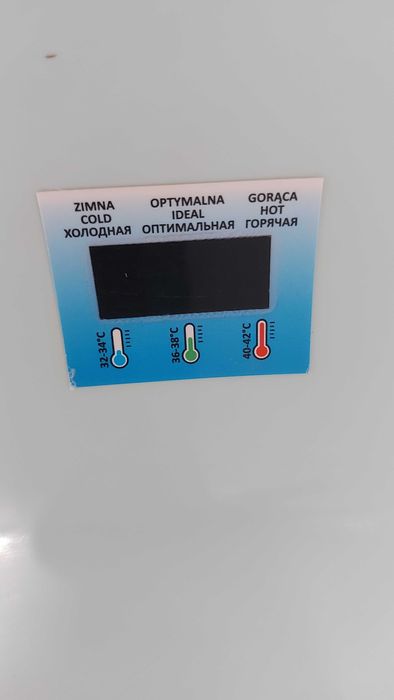 ZIMNA
COLD
ХОЛОДНАЯ
OPTYMALNA
IDEAL
ОПТИМАЛЬНАЯ
GORĄCA
HOT
ГОРЯЧАЯ
32-34°C
36-38°C
40-42°C